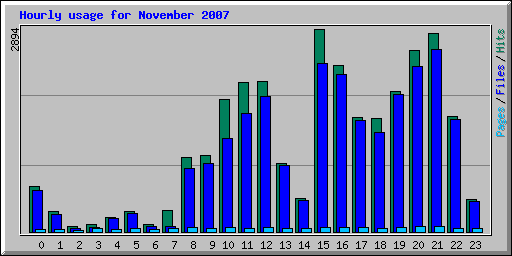 Hourly usage for November 2007
2894
Pages / Files / Hits
0 1 2 3 4 5 6 7 8 9 10 11 12 13 14 15 16 17 18 19 20 21 22 23